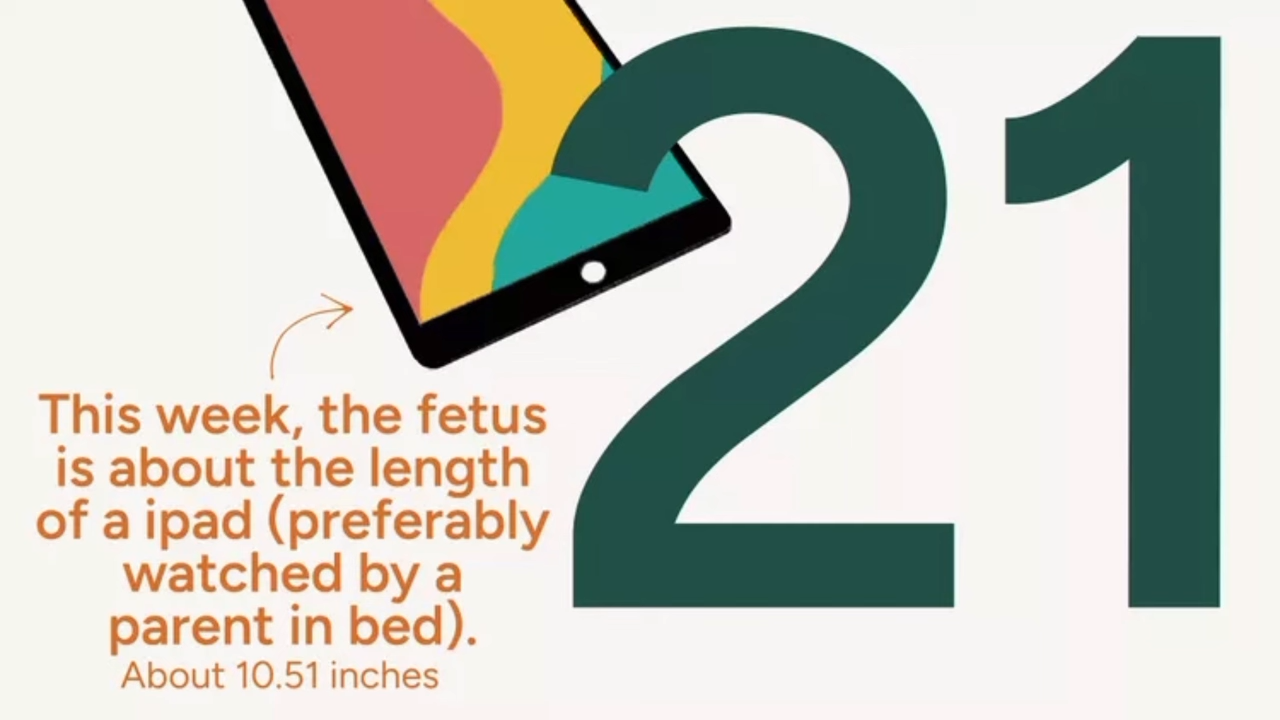 21
This week, the fetus
is about the length
of a ipad (preferably
watched by a
parent in bed).
About 10.51 inches